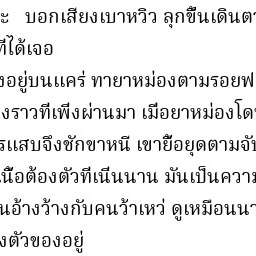 ะ บอกเสียงเบาหวิว ลุกขึ้นเดินตา
ที่ได้เจอ
งอยู่บนแคร่ ทายาหม่องตามรอยฟ
งราวที่เพิ่งผ่านมา เมื่อยาหม่องโด
รแสบจึงชักขาหนี เขายื้อยุดตามจับ
เนื้อต้องตัวที่เนิ่นนาน มันเป็นความ
นอ้างว้างกับคนว้าเหว่ ดูเหมือนนา
งตัวของอยู่